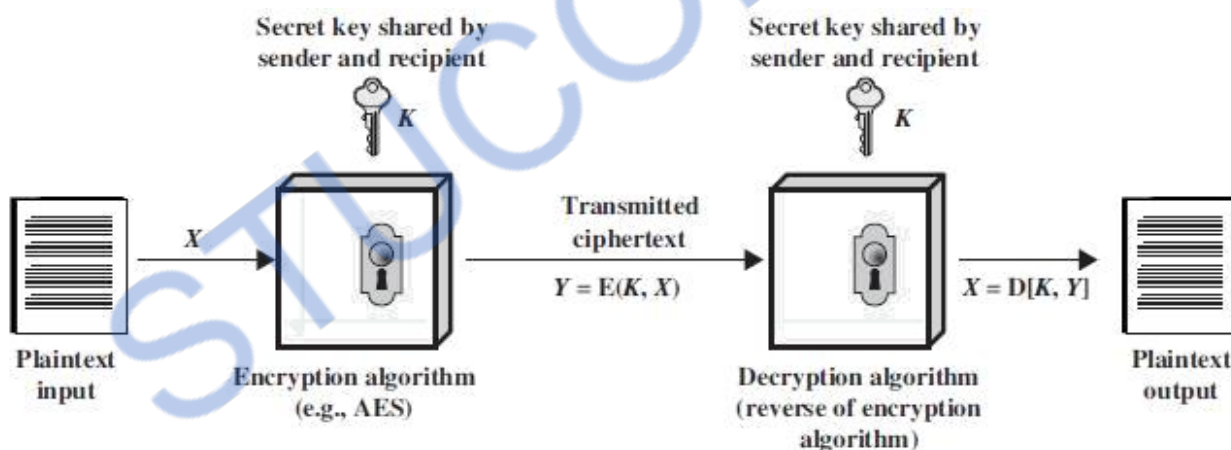 Secret key shared by
sender and recipient
K
Secret key shared by
sender and recipient
K
X
Transmitted
ciphertext
Y = E(K, X)
X = D[K, Y]
Plaintext
input
Encryption algorithm
(e.g., AES)
Decryption algorithm
(reverse of encryption
algorithm)
Plaintext
output
STUCO